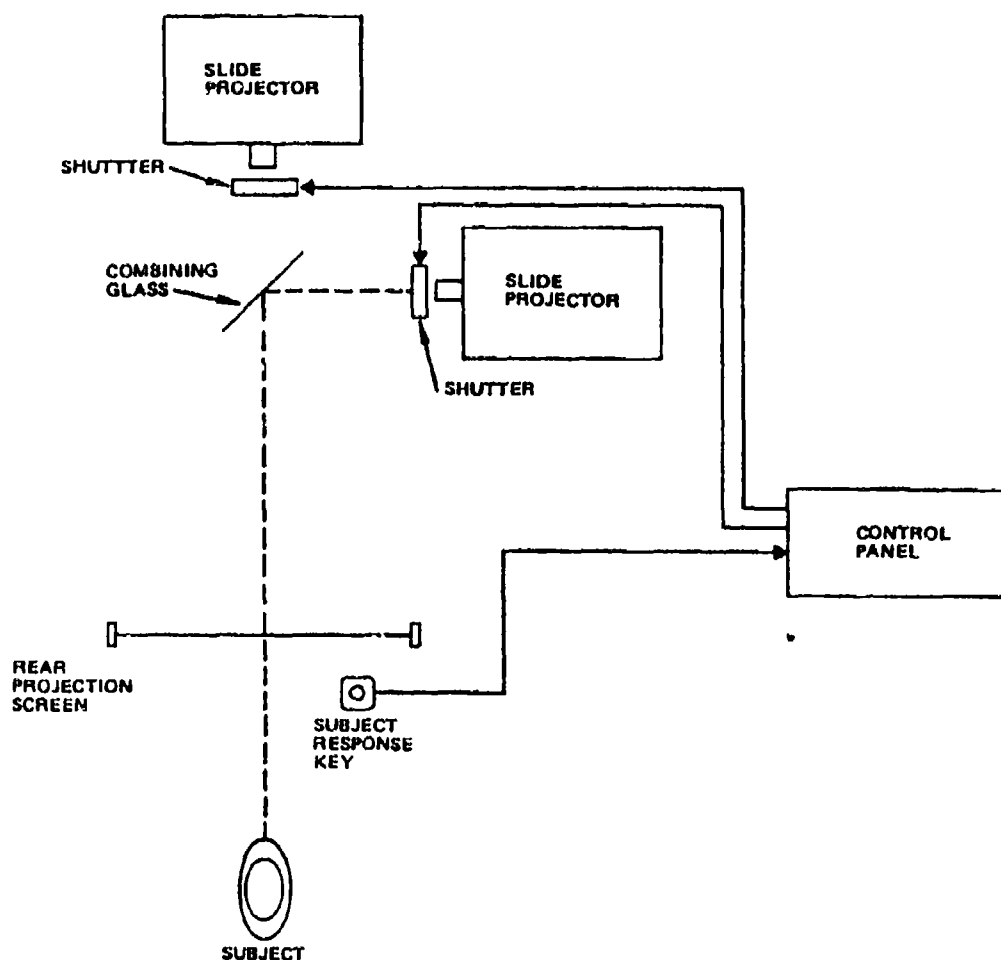 SLIDE
PROJECTOR
SHUTTTER
COMBINING
GLASS
SLIDE
PROJECTOR
SHUTTER
CONTROL
PANEL
REAR
PROJECTION
SCREEN
SUBJECT
RESPONSE
KEY
SUBJECT